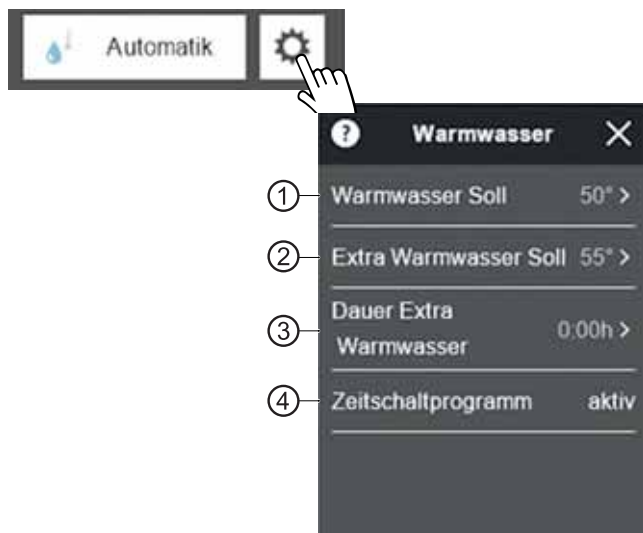 Automatik
? Warmwasser X
① Warmwasser Soll 50° >
② Extra Warmwasser Soll 55° >
③ Dauer Extra
Warmwasser 0:00h >
④ Zeitschaltprogramm aktiv